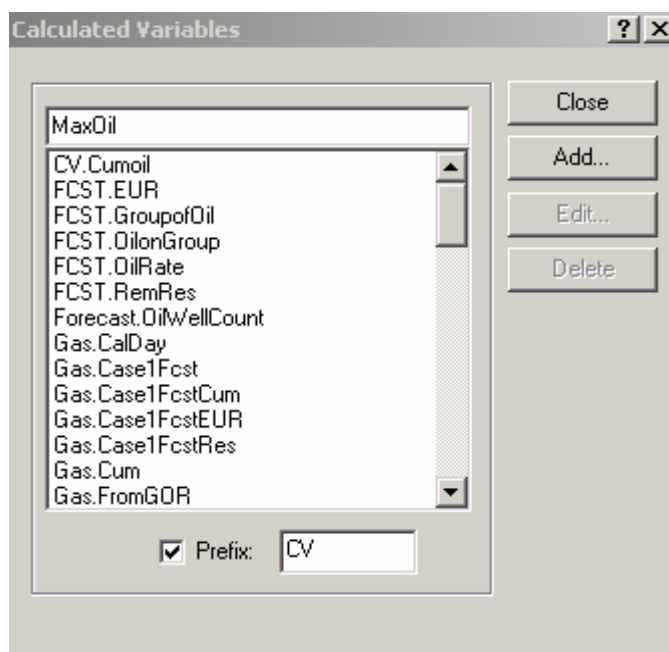 Calculated Variables
MaxOil
CV.Cumoil
FCST.EUR
FCST.GroupofOil
FCST.OilonGroup
FCST.OilRate
FCST.RemRes
Forecast.OilWellCount
Gas.CalDay
Gas.Case1Fcst
Gas.Case1FcstCum
Gas.Case1FcstEUR
Gas.Case1FcstRes
Gas.Cum
Gas.FromGOR
Prefix: CV
Close
Add...
Edit...
Delete